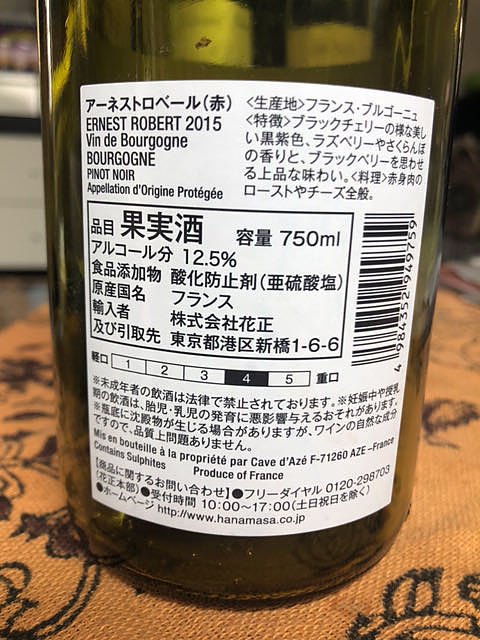 アーネストロベール(赤)
ERNEST ROBERT 2015
Vin de Bourgogne
BOURGOGNE
PINOT NOIR
Appellation d'Origine Protégée
<生産地>フランス・ブルゴーニュ
<特徴>ブラックチェリーの様な美し
い黒紫色、ラズベリーやさくらんぼ
の香りと、ブラックベリーを思わせ
る上品な味わい。<料理>赤身肉の
ローストやチーズ全般。
品目 果実酒 容量 750ml
アルコール分 12.5%
食品添加物 酸化防止剤(亜硫酸塩)
原産国名 フランス
輸入者 株式会社花正
及び引取先 東京都港区新橋1-6-6
4984352949759
軽口 1 2 3 4 5 重口
※未成年者の飲酒は法律で禁止されております。※妊娠中や授乳
期の飲酒は、胎児・乳児の発育に悪影響を与えるおそれがあります。
※瓶底に沈殿物が生じる場合がありますが、ワインの自然な成分
ですので、品質上問題ありません。
Mis en bouteille à la propriété par Cave d'Azé F-71260 AZE –France
Contains Sulphites Produce of France
【商品に関するお問い合わせ】●フリーダイヤル 0120-298703
(花正本部)●受付時間 10:00〜17:00(土日祝日を除く)
●ホームページ http://www.hanamasa.co.jp